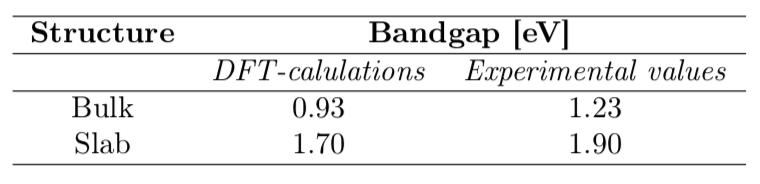 Structure Bandgap [eV]
DFT-calulations Experimental values
Bulk 0.93 1.23
Slab 1.70 1.90